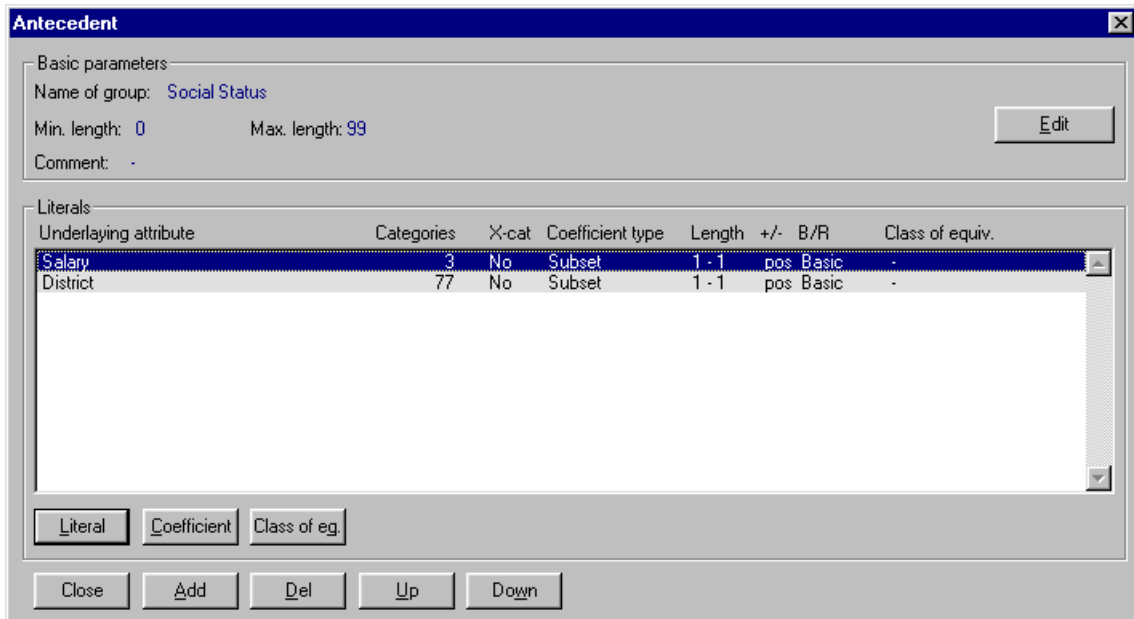 Antecedent
Basic parameters
Name of group: Social Status
Min. length: 0 Max. length: 99
Edit
Comment: -
Literals
Underlaying attribute Categories X-cat Coefficient type Length +/- B/R Class of equiv.
Salary 3 No Subset 1 - 1 pos Basic -
District 77 No Subset 1 - 1 pos Basic -
Literal Coefficient Class of eg.
Close Add Del Up Down